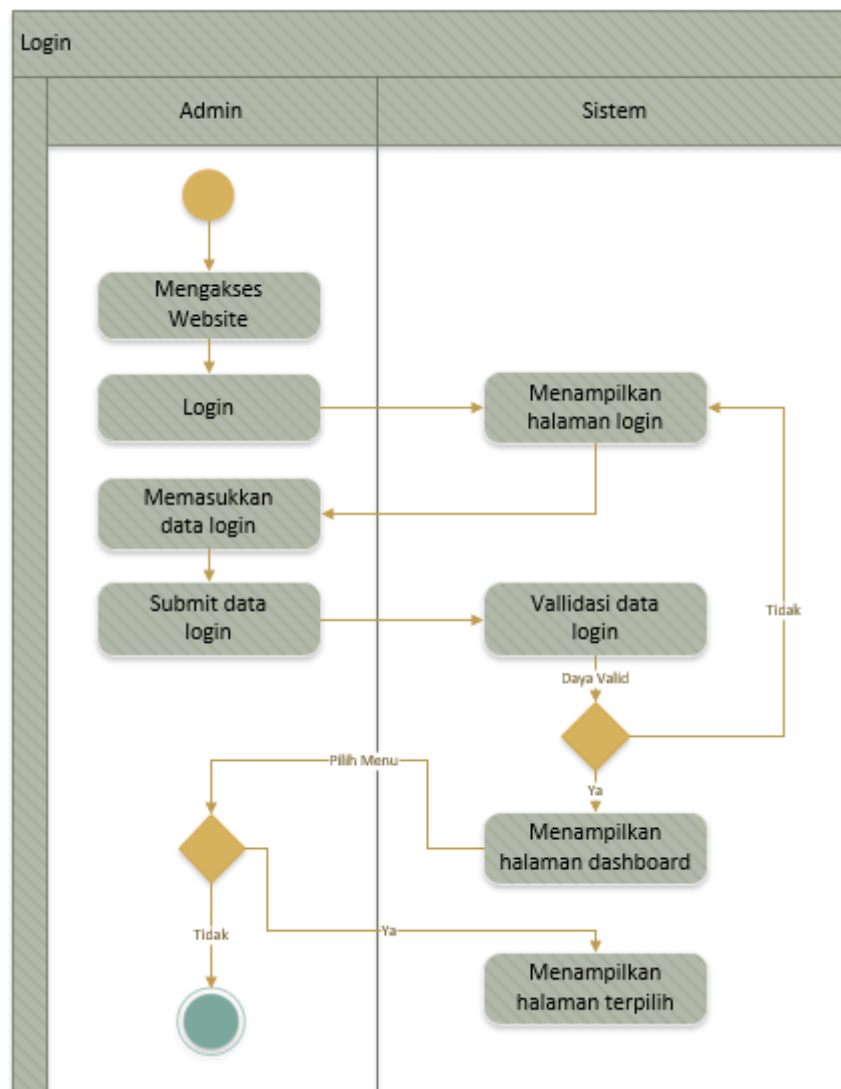 Login
Admin
Sistem
Mengakses
Website
Login
Menampilkan
halaman login
Memasukkan
data login
Submit data
login
Vallidasi data
login
Tidak
Daya Valid
Pilih Menu
Ya
Menampilkan
halaman dashboard
Tidak
Ya
Menampilkan
halaman terpilih